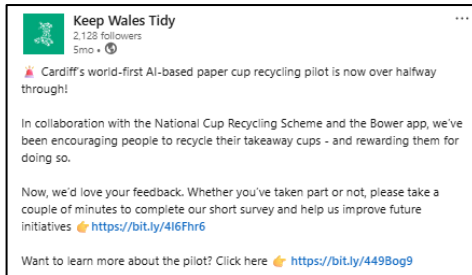 Keep Wales Tidy
2,128 followers
5mo •
🚨 Cardiff's world-first AI-based paper cup recycling pilot is now over halfway
through!
In collaboration with the National Cup Recycling Scheme and the Bower app, we've
been encouraging people to recycle their takeaway cups - and rewarding them for
doing so.
Now, we'd love your feedback. Whether you've taken part or not, please take a
couple of minutes to complete our short survey and help us improve future
initiatives 👉 https://bit.ly/4l6Fhr6
Want to learn more about the pilot? Click here 👉 https://bit.ly/449Bog9